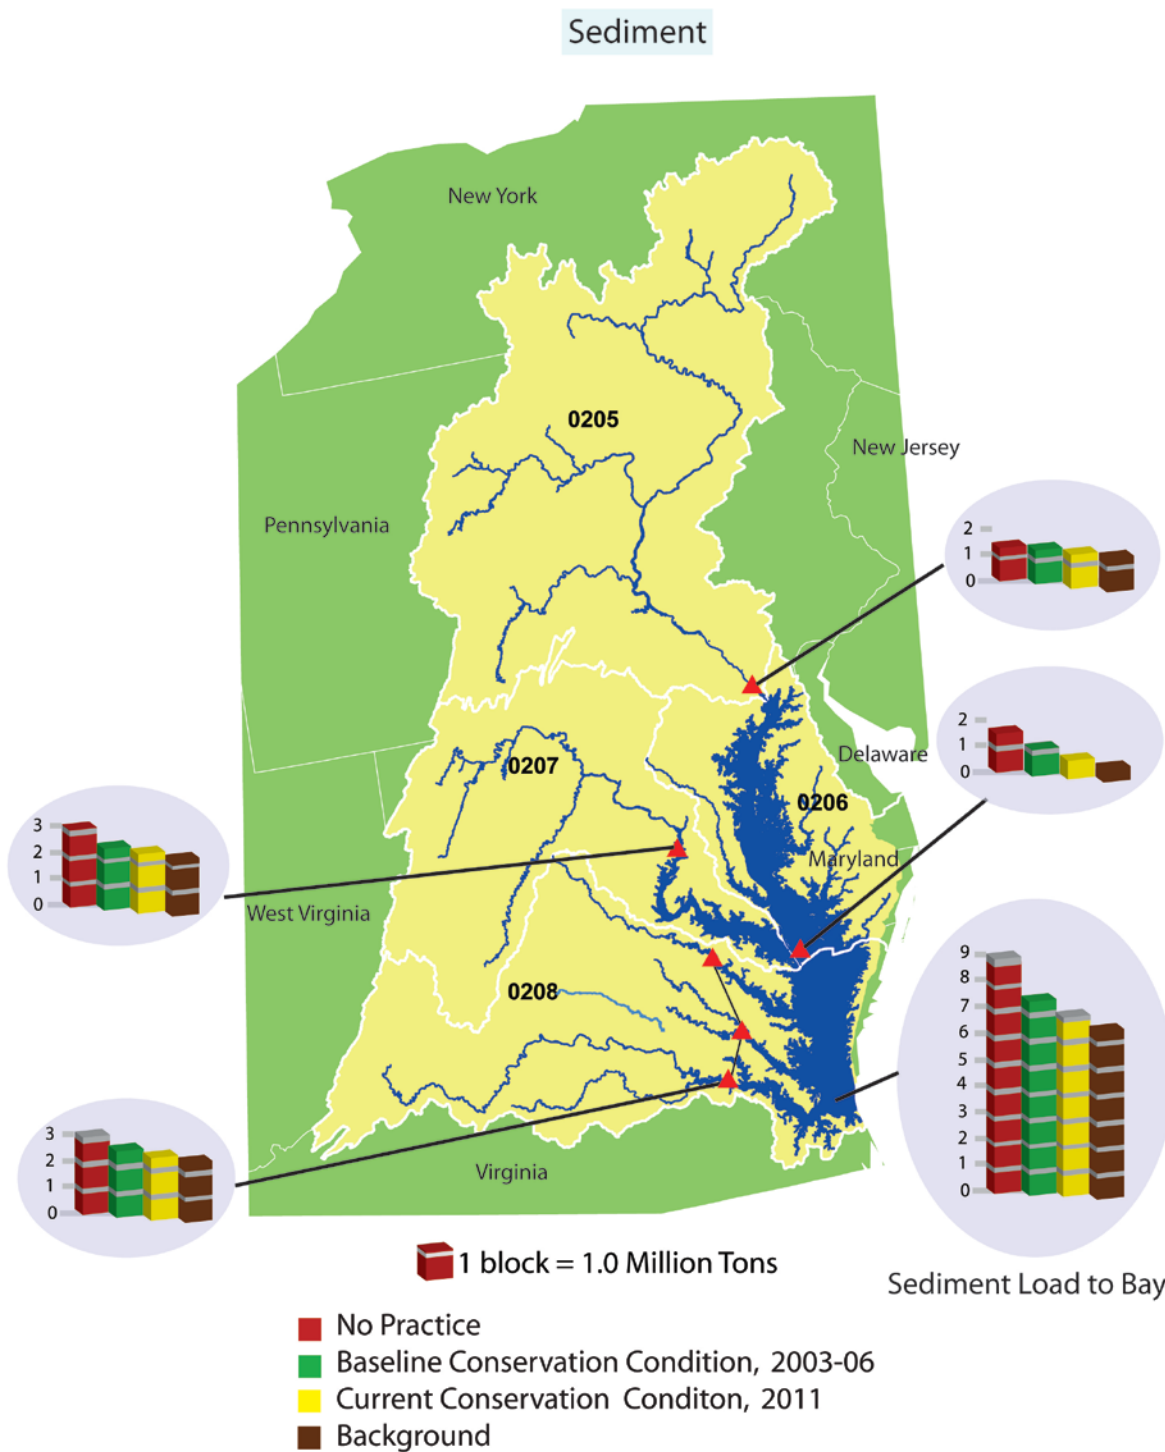 Sediment
New York
0205
New Jersey
Pennsylvania
2
1
0
2
1
0
Delaware
0207
0206
Maryland
3
2
1
0
West Virginia
0208
9
8
7
6
5
4
3
2
1
0
3
2
1
0
Virginia
1 block = 1.0 Million Tons
Sediment Load to Bay
No Practice
Baseline Conservation Condition, 2003-06
Current Conservation Conditon, 2011
Background